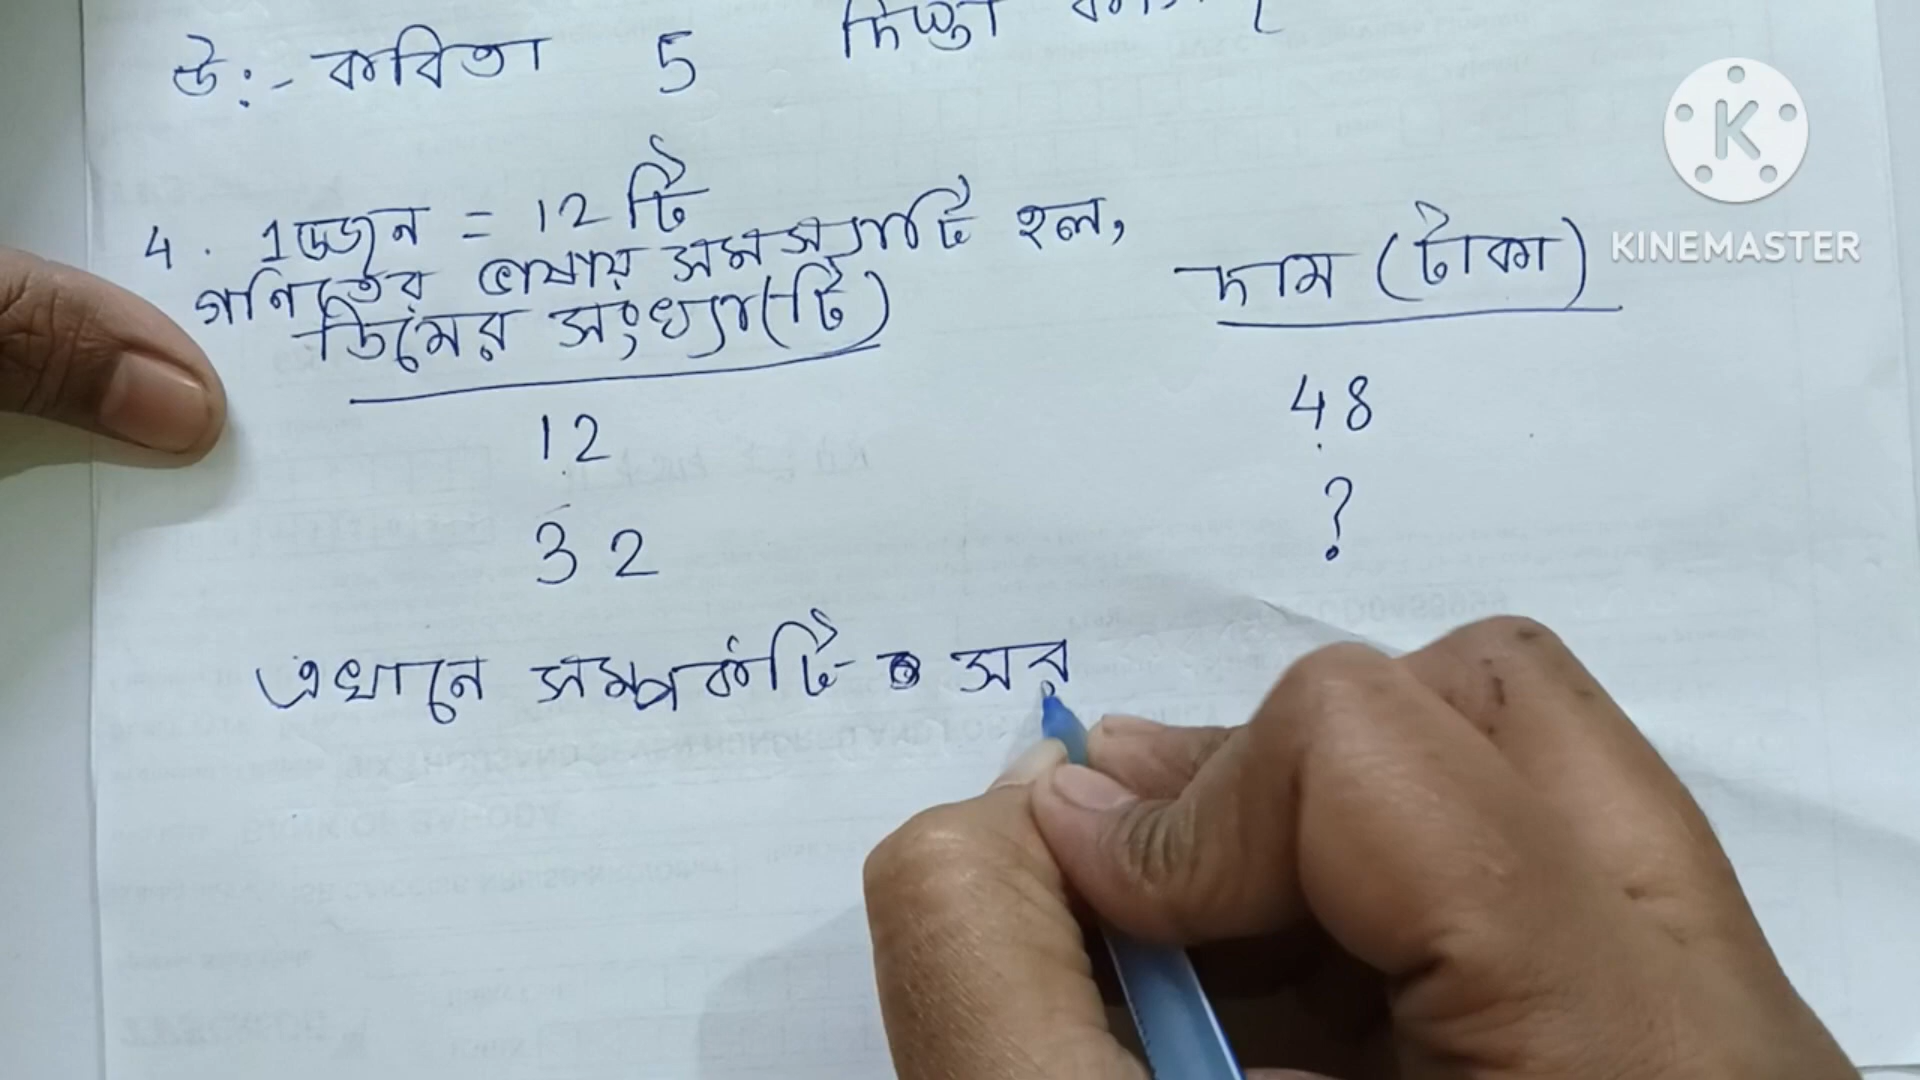 উঃ- কবিতা 5 দিস্তা
4. 1ডজন = 12 টি
গণিতের ভাষায় সমস্যাটি হল,
ডিমের সংখ্যা(টি) দাম (টাকা)
12 48
32 ?
এখানে সম্পর্কটি সর
K
KINEMASTER